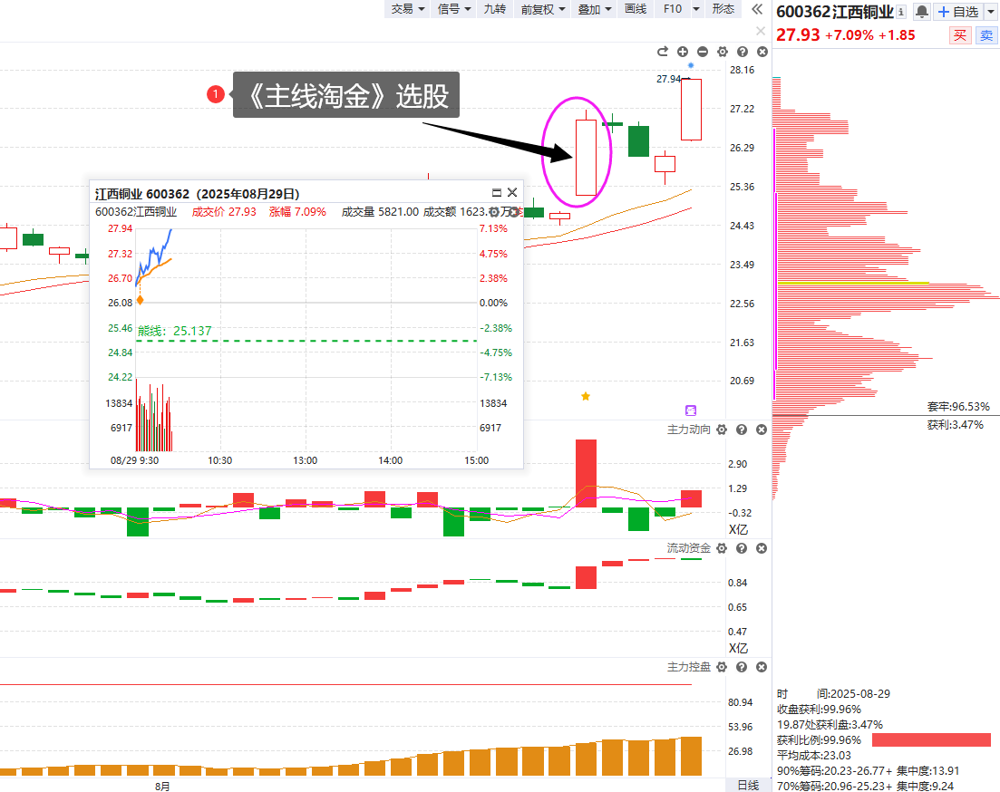 交易 信号 九转 前复权 叠加 画线 F10 形态
600362江西铜业
自选
27.93 +7.09% +1.85
买 卖
1 《主线淘金》选股
27.94
28.16
27.22
26.29
25.36
24.43
23.49
22.56
21.63
20.69
江西铜业 600362（2025年08月29日）
600362江西铜业 成交价 27.93 涨幅 7.09% 成交量 5821.00 成交额 1623.
27.94 7.13%
27.32 4.75%
26.70 2.38%
26.08 0.00%
25.46 -2.38%
熊线：25.137
24.84 -4.75%
24.22 -7.13%
13834 13834
6917 6917
08/29 9:30 10:30 13:00 14:00 15:00
套牢:96.53%
获利:3.47%
主力动向
2.90
1.29
-0.32
X亿
流动资金
0.84
0.65
0.47
X亿
主力控盘
80.94
53.96
26.98
8月
日线
时 间:2025-08-29
收盘获利:99.96%
19.87处获利盘:3.47%
获利比例:99.96%
平均成本:23.03
90%筹码:20.23-26.77+ 集中度:13.91
70%筹码:20.96-25.23+ 集中度:9.24